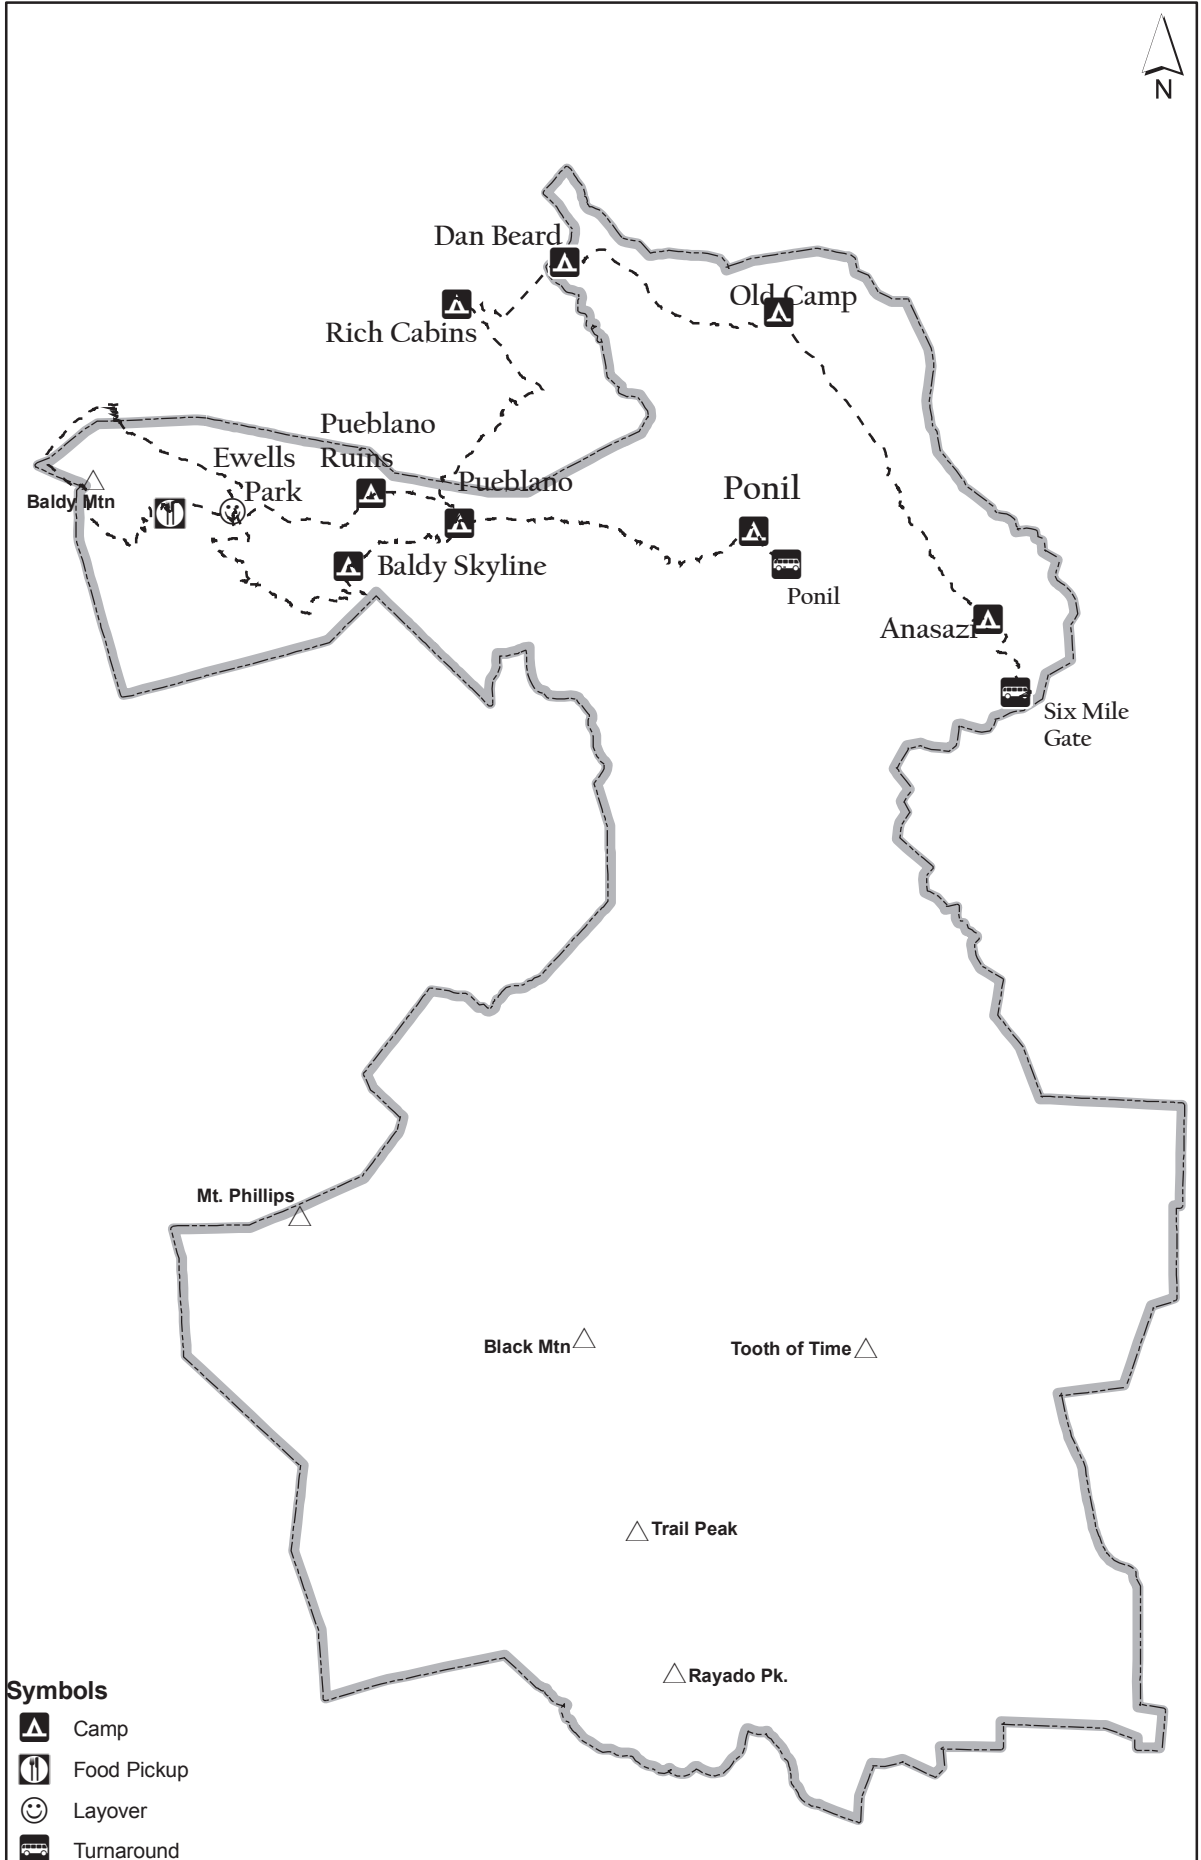 N
Dan Beard
Old Camp
Rich Cabins
Pueblano
Ruins
Ewells
Park
Pueblano
Baldy Mtn
Ponil
Baldy Skyline
Ponil
Anasazi
Six Mile
Gate
Mt. Phillips
Black Mtn
Tooth of Time
Trail Peak
Rayado Pk.
Symbols
Camp
Food Pickup
Layover
Turnaround